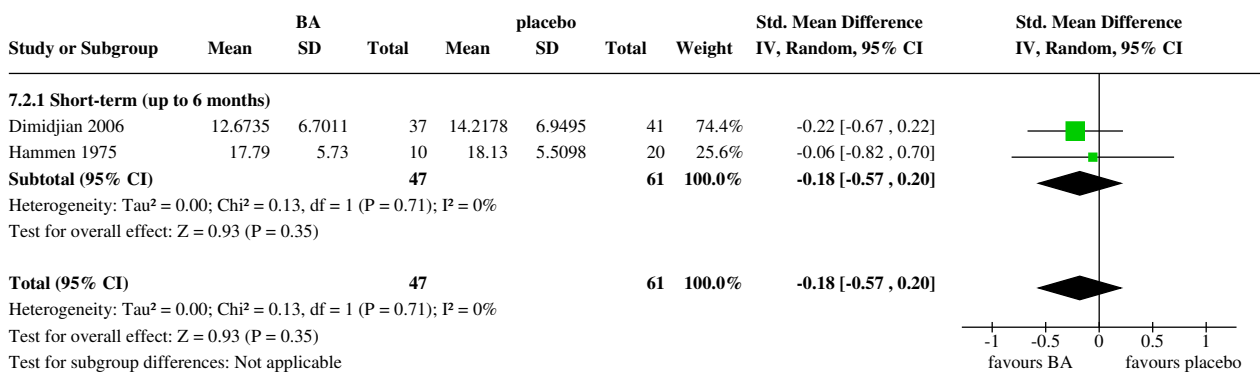 BA placebo Std. Mean Difference Std. Mean Difference
Study or Subgroup Mean SD Total Mean SD Total Weight IV, Random, 95% CI IV, Random, 95% CI
7.2.1 Short-term (up to 6 months)
Dimidjian 2006 12.6735 6.7011 37 14.2178 6.9495 41 74.4% -0.22 [-0.67 , 0.22]
Hammen 1975 17.79 5.73 10 18.13 5.5098 20 25.6% -0.06 [-0.82 , 0.70]
Subtotal (95% CI) 47 61 100.0% -0.18 [-0.57 , 0.20]
Heterogeneity: Tau² = 0.00; Chi² = 0.13, df = 1 (P = 0.71); I² = 0%
Test for overall effect: Z = 0.93 (P = 0.35)
Total (95% CI) 47 61 100.0% -0.18 [-0.57 , 0.20]
Heterogeneity: Tau² = 0.00; Chi² = 0.13, df = 1 (P = 0.71); I² = 0%
Test for overall effect: Z = 0.93 (P = 0.35) -1 -0.5 0 0.5 1
Test for subgroup differences: Not applicable favours BA favours placebo